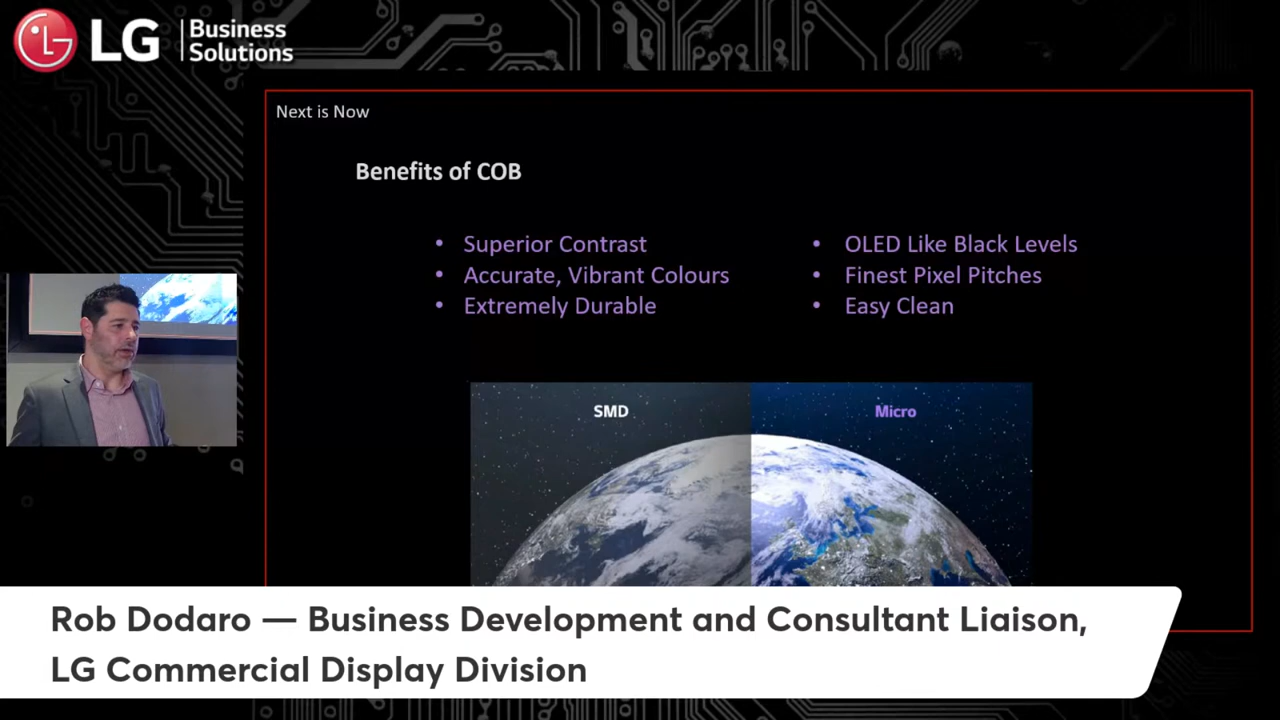 LG
Business
Solutions
Next is Now
Benefits of COB
• Superior Contrast
• Accurate, Vibrant Colours
• Extremely Durable
• OLED Like Black Levels
• Finest Pixel Pitches
• Easy Clean
SMD
Micro
Rob Dodaro — Business Development and Consultant Liaison,
LG Commercial Display Division